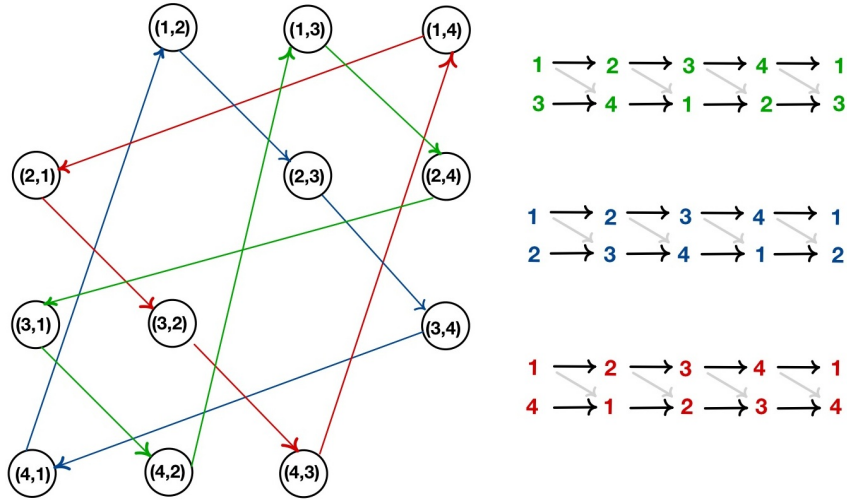 (1,2) (1,3) (1,4)
(2,1) (2,3) (2,4)
(3,1) (3,2) (3,4)
(4,1) (4,2) (4,3)
1 2 3 4 1
3 4 1 2 3
1 2 3 4 1
2 3 4 1 2
1 2 3 4 1
4 1 2 3 4